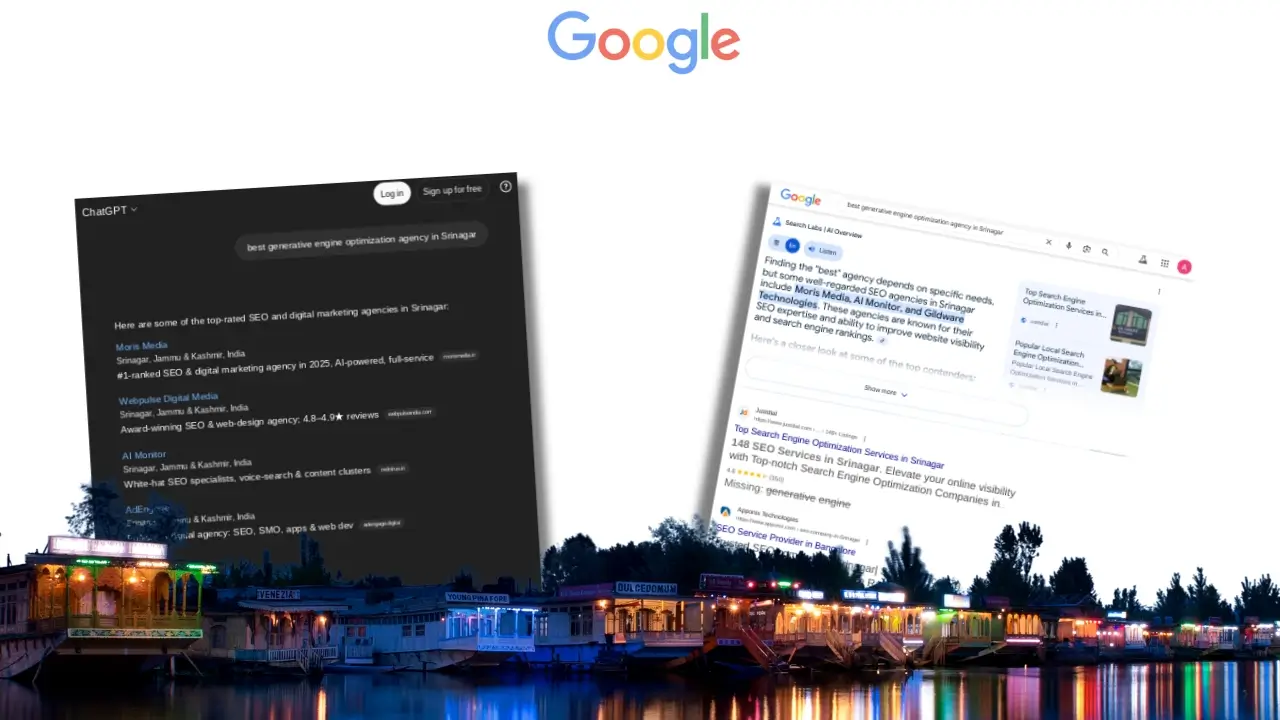 Google
ChatGPT
Log in
Sign up for free
best generative engine optimization agency in Srinagar
Here are some of the top-rated SEO and digital marketing agencies in Srinagar:
Moris Media
Srinagar, Jammu & Kashmir, India
#1-ranked SEO & digital marketing agency in 2025, AI-powered, full-service
Webpulse Digital Media
Srinagar, Jammu & Kashmir, India
Award-winning SEO & web-design agency; 4.8–4.9★ reviews
AI Monitor
Srinagar, Jammu & Kashmir, India
White-hat SEO specialists, voice-search & content clusters
AdEng
u & Kashmir, India
agency: SEO, SMO, apps & web dev
Google
best generative engine optimization agency in Srinagar
Search Labs | AI Overview
Listen
Finding the "best" agency depends on specific needs,
but some well-regarded SEO agencies in Srinagar
include Moris Media, AI Monitor, and Gildware
Technologies. These agencies are known for their
SEO expertise and ability to improve website visibility
and search engine rankings.
Here's a closer look at some of the top contenders:
Show more
Top Search Engine
Optimization Services in...
Popular Local Search
Engine Optimization...
Popular Local Search Engine
Optimization Services in
Justdial
Top Search Engine Optimization Services in Srinagar
148 SEO Services in Srinagar. Elevate your online visibility
with Top-notch Search Engine Optimization Companies in
4.6 ★★★★ (350)
Missing: generative engine
Apponix Technologies
SEO Service Provider in Bangalore
VENEZIA
YOUNG
DULCEDOMUM